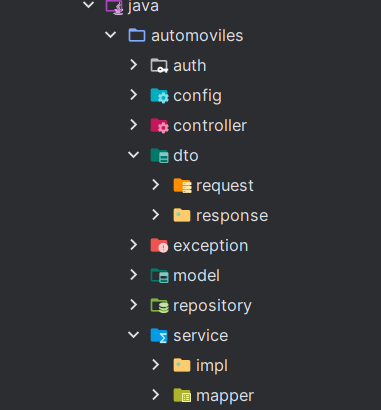 java
automoviles
auth
config
controller
dto
request
response
exception
model
repository
service
impl
mapper